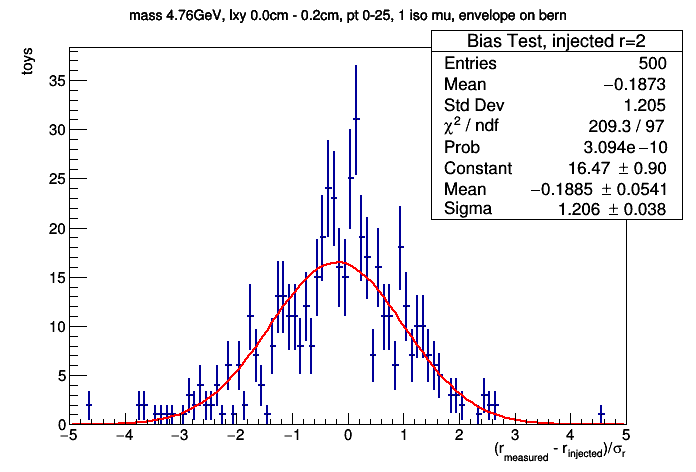 mass 4.76GeV, lxy 0.0cm - 0.2cm, pt 0-25, 1 iso mu, envelope on bern
toys
Bias Test, injected r=2
Entries 500
Mean −0.1873
Std Dev 1.205
χ² / ndf 209.3 / 97
Prob 3.094e−10
Constant 16.47 ± 0.90
Mean −0.1885 ± 0.0541
Sigma 1.206 ± 0.038
35
30
25
20
15
10
5
0
−5 −4 −3 −2 −1 0 1 2 3 4 5
(r_measured - r_injected)/σ_r